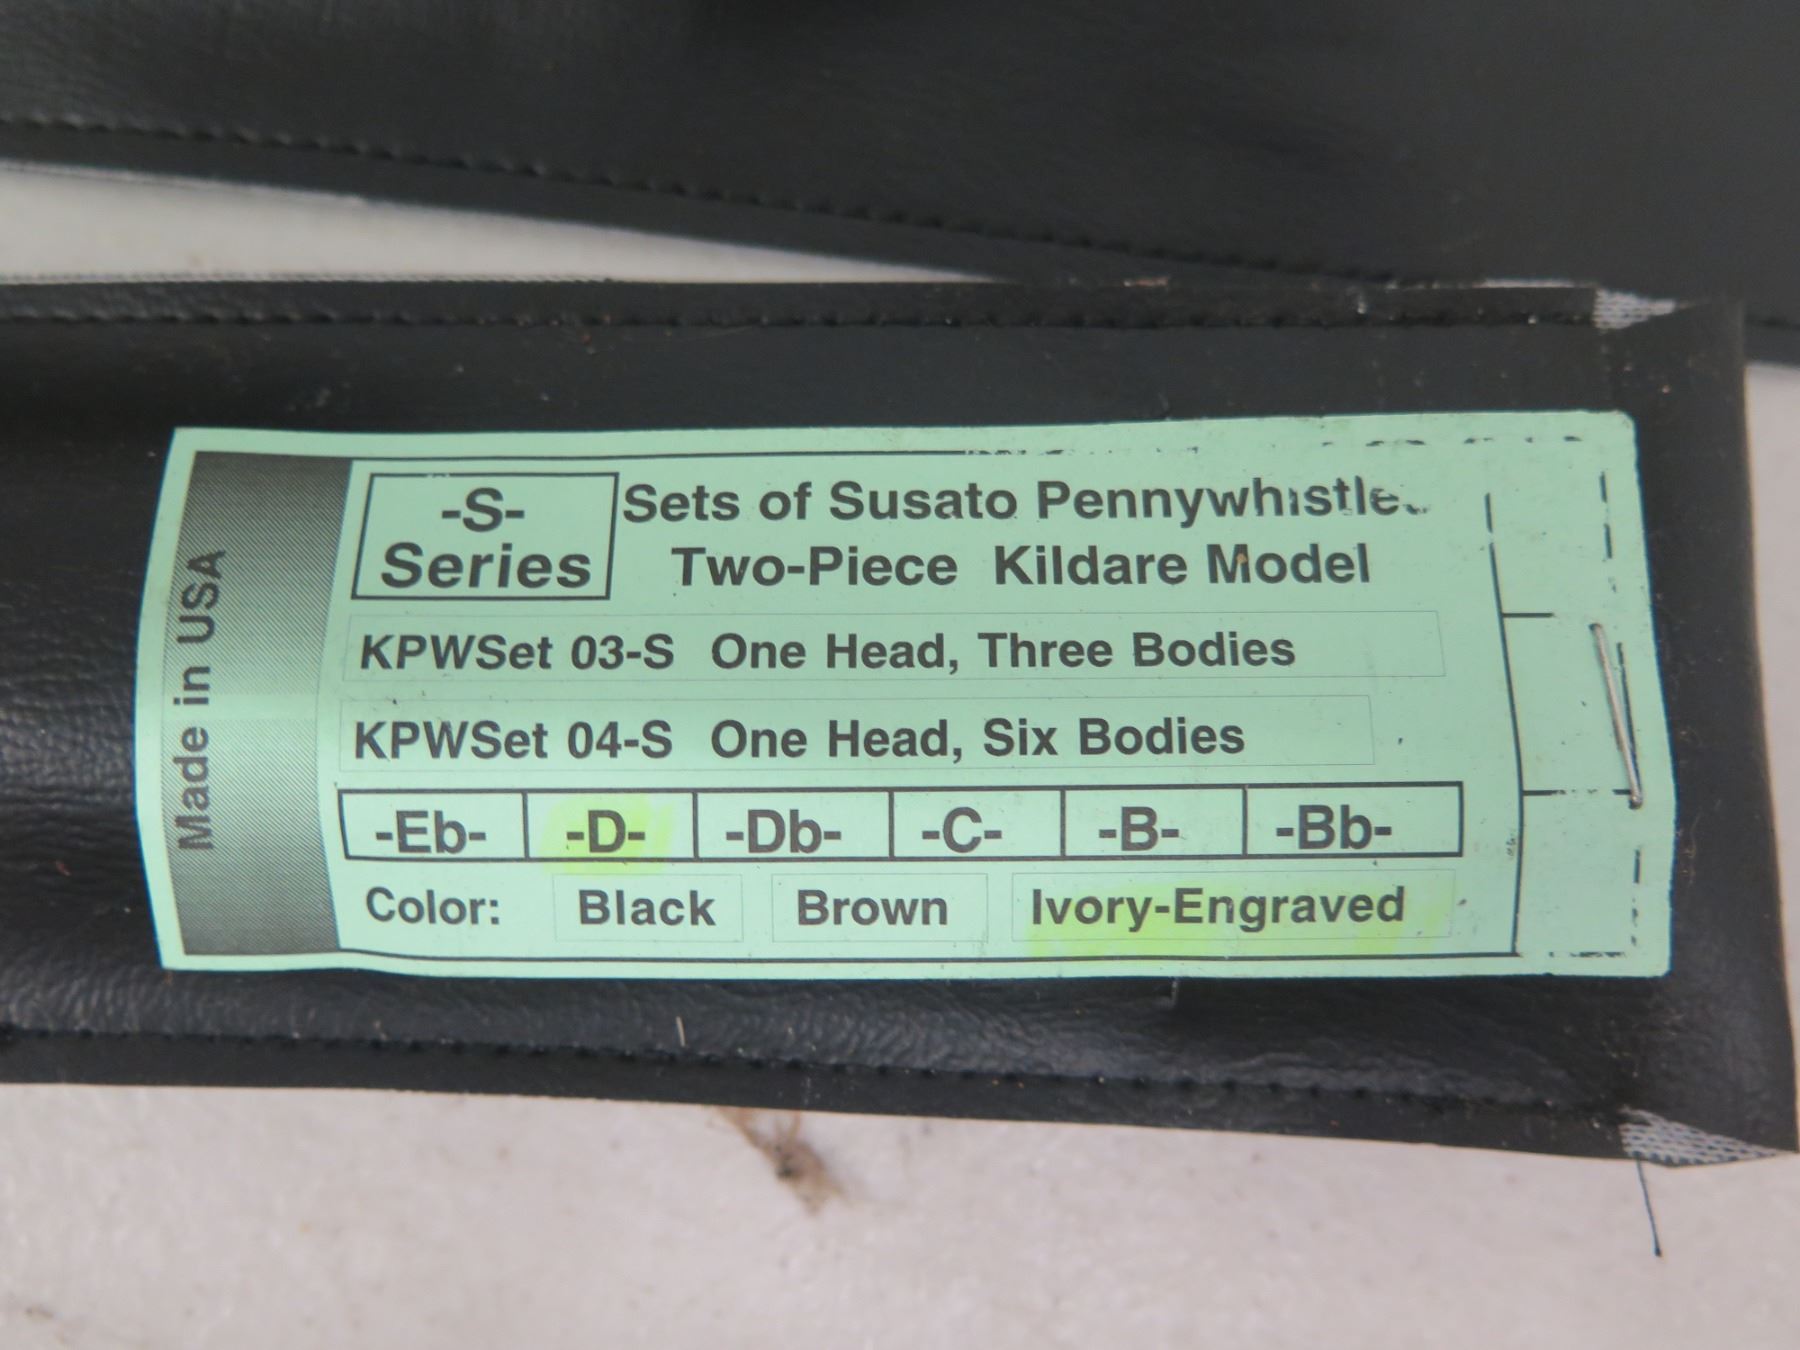 Made in USA
-S-
Series
Sets of Susato Pennywhistle
Two-Piece Kildare Model
KPWSet 03-S One Head, Three Bodies
KPWSet 04-S One Head, Six Bodies
-Eb- -D- -Db- -C- -B- -Bb-
Color: Black Brown Ivory-Engraved